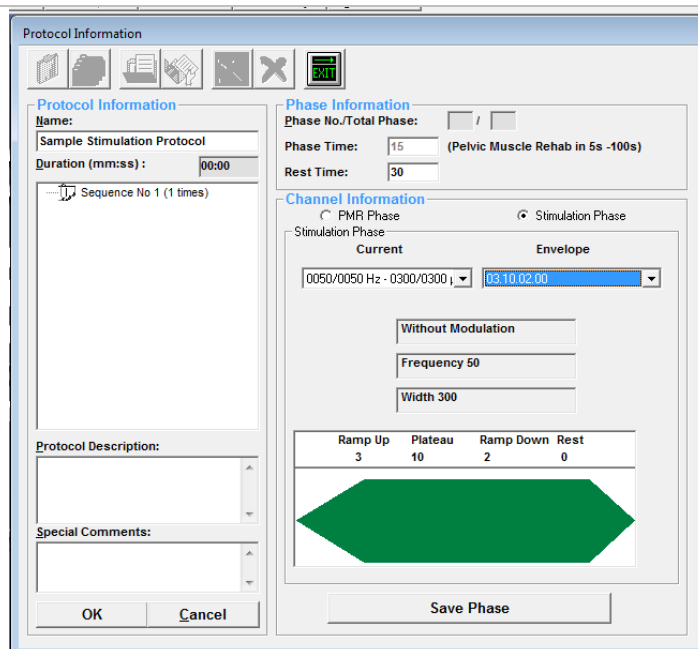 Protocol Information
EXIT
Protocol Information
Name:
Sample Stimulation Protocol
Duration (mm:ss) :
00:00
Sequence No 1 (1 times)
Protocol Description:
Special Comments:
OK
Cancel
Phase Information
Phase No./Total Phase:
/
Phase Time:
15
(Pelvic Muscle Rehab in 5s -100s)
Rest Time:
30
Channel Information
PMR Phase
Stimulation Phase
Stimulation Phase
Current
Envelope
0050/0050 Hz - 0300/0300
03.10.02.00
Without Modulation
Frequency 50
Width 300
Ramp Up Plateau Ramp Down Rest
3 10 2 0
Save Phase